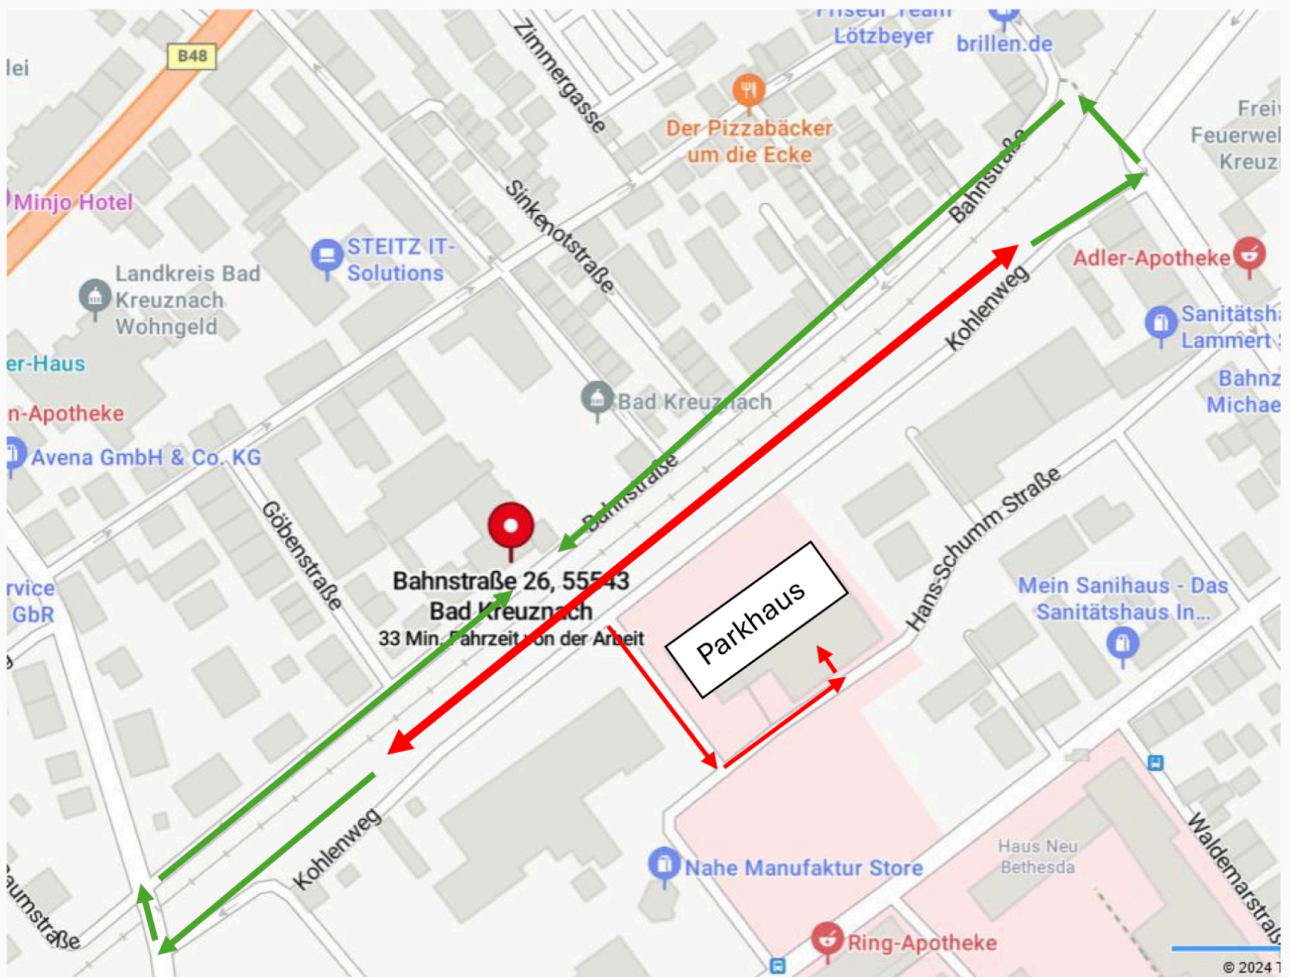 Friseur Team
Lötzbeyer
brillen.de
B48
lei
Zimmergasse
Der Pizzabäcker
um die Ecke
Bahnstraße
Frei
Feuerwel
Kreuz
Minjo Hotel
Sinkenotstraße
STEITZ IT-
Solutions
Landkreis Bad
Kreuznach
Wohngeld
Adler-Apotheke
Kohlenweg
Sanitätsha
Lammert
er-Haus
Bad Kreuznach
Bahnz
Michae
n-Apotheke
Avena GmbH & Co. KG
Bahnstraße
Göbenstraße
Hans-Schumm Straße
Bahnstraße 26, 55543
Bad Kreuznach
33 Min. Fahrzeit von der Arbeit
Parkhaus
rvice
GbR
Mein Sanihaus - Das
Sanitätshaus In...
Kohlenweg
Nahe Manufaktur Store
Haus Neu
Bethesda
Waldemarstraß
aumstraße
Ring-Apotheke
© 2024 T